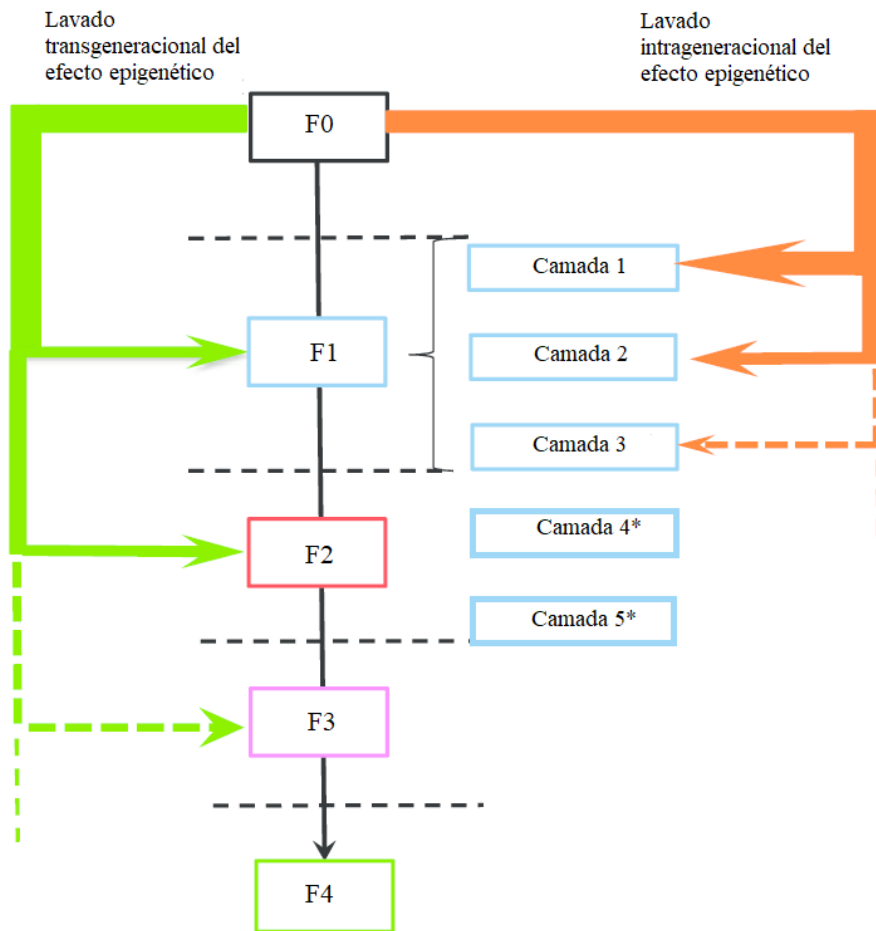 Lavado
transgeneracional del
efecto epigenético
Lavado
intrageneracional del
efecto epigenético
F0
Camada 1
F1
Camada 2
Camada 3
Camada 4*
F2
Camada 5*
F3
F4